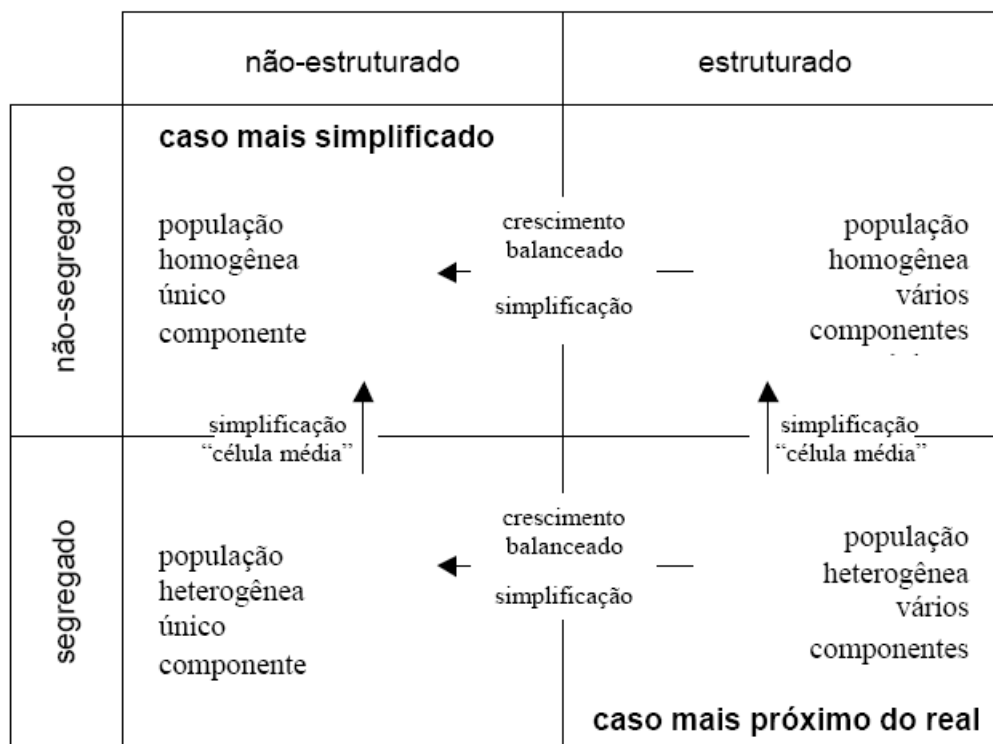 não-estruturado
estruturado
não-segregado
caso mais simplificado
população
homogênea
único
componente
crescimento
balanceado
simplificação
população
homogênea
vários
componentes
simplificação
“célula média”
simplificação
“célula média”
segregado
população
heterogênea
único
componente
crescimento
balanceado
simplificação
população
heterogênea
vários
componentes
caso mais próximo do real